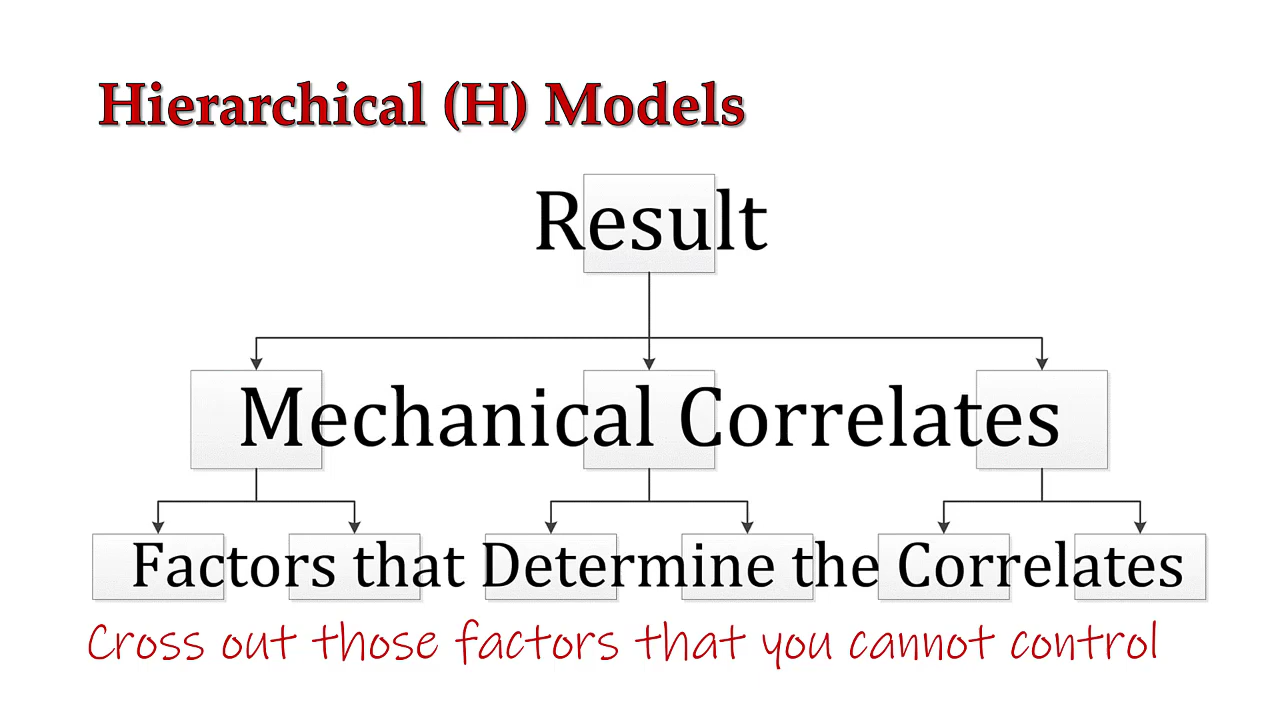 Hierarchical (H) Models
Result
Mechanical Correlates
Factors that Determine the Correlates
Cross out those factors that you cannot control